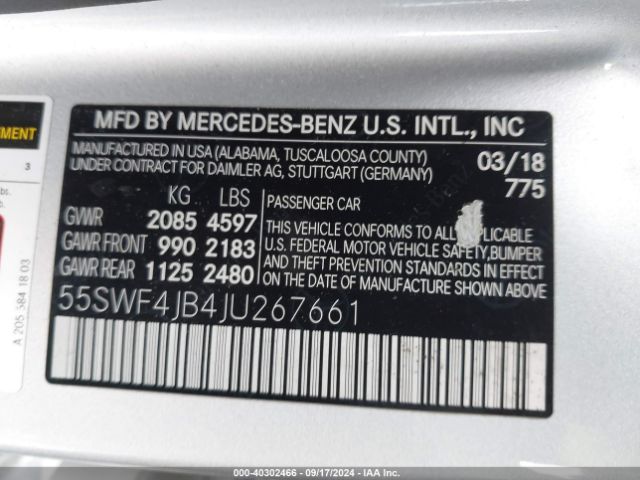 EMENT
3
bs.
A 205 584 18 03
MFD BY MERCEDES-BENZ U.S. INTL., INC
MANUFACTURED IN USA (ALABAMA, TUSCALOOSA COUNTY)
UNDER CONTRACT FOR DAIMLER AG, STUTTGART (GERMANY)
03/18
775
KG LBS
GWR 2085 4597
GAWR FRONT 990 2183
GAWR REAR 1125 2480
PASSENGER CAR
THIS VEHICLE CONFORMS TO ALL
U.S. FEDERAL MOTOR VEHICLE SAFETY, BUMPER
AND THEFT PREVENTION STANDARDS IN EFFECT
ON THE DATE OF MANUFACTURE SHOWN ABOVE.
55SWF4JB4JU267661
000-40302466 - 09/17/2024 - IAA Inc.